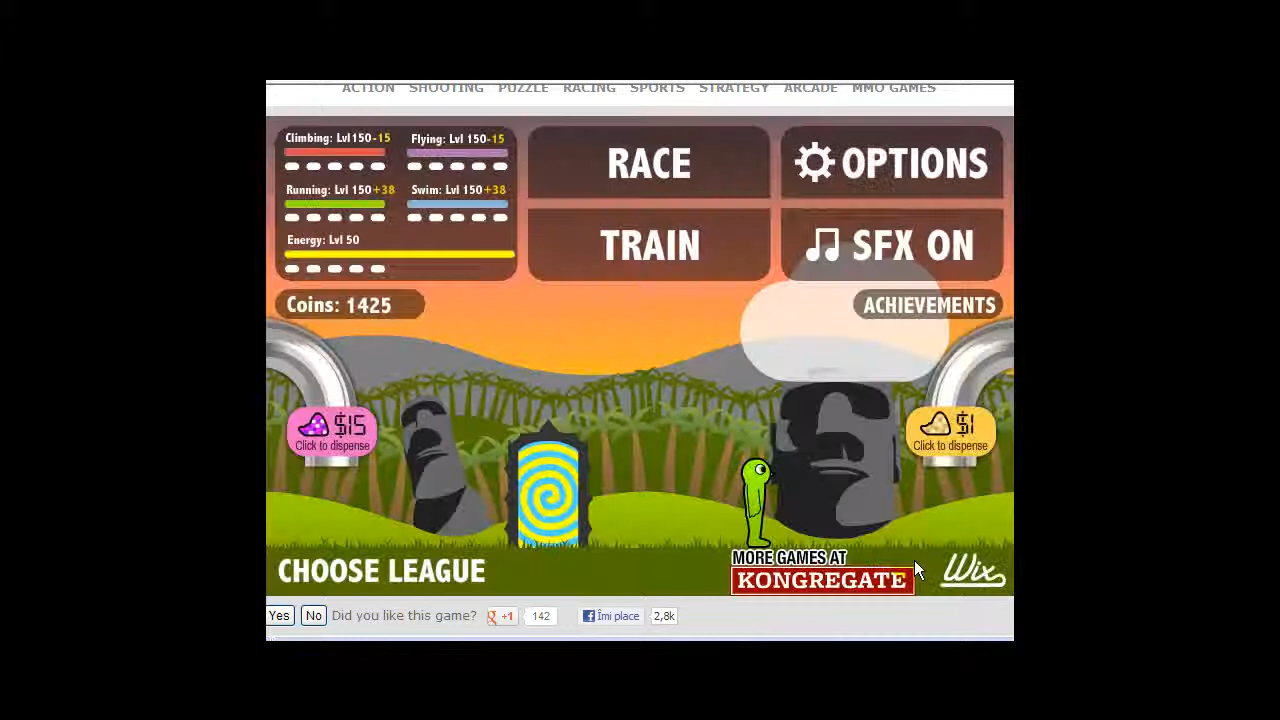 ACTION SHOOTING PUZZLE RACING SPORTS STRATEGY ARCADE MMO GAMES
Climbing: Lvl 150-15
Flying: Lvl 150-15
Running: Lvl 150+38
Swim: Lvl 150+38
Energy: Lvl 50
RACE
OPTIONS
TRAIN
SFX ON
Coins: 1425
ACHIEVEMENTS
$15
Click to dispense
$1
Click to dispense
CHOOSE LEAGUE
MORE GAMES AT
KONGREGATE
Wix
Yes No Did you like this game? g +1 142 f Îmi place 2,8k